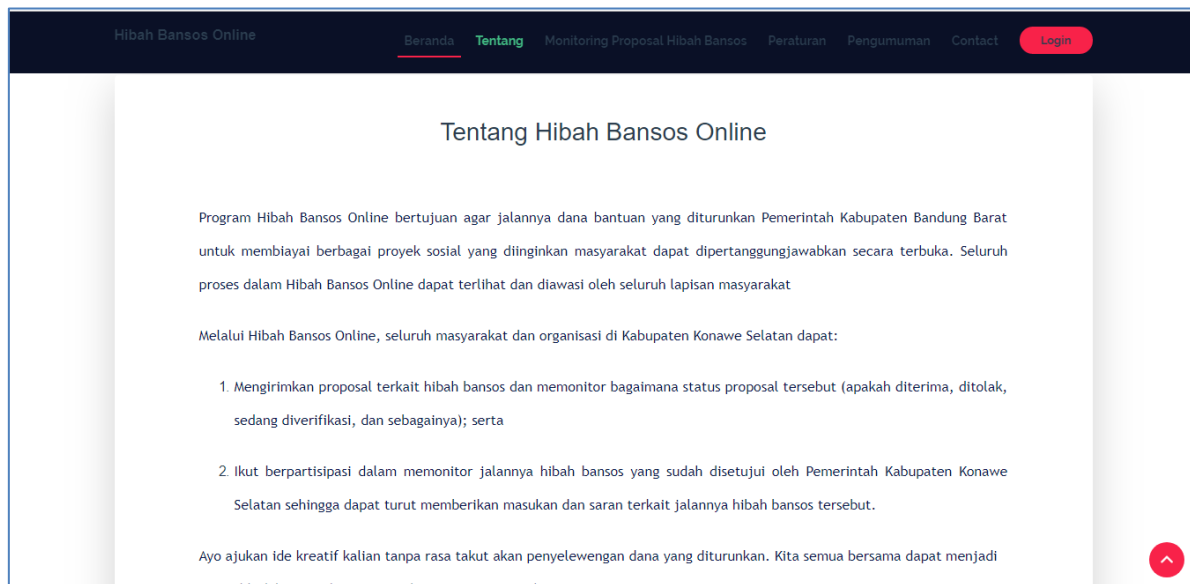 Hibah Bansos Online
Beranda Tentang Monitoring Proposal Hibah Bansos Peraturan Pengumuman Contact Login
Tentang Hibah Bansos Online
Program Hibah Bansos Online bertujuan agar jalannya dana bantuan yang diturunkan Pemerintah Kabupaten Bandung Barat
untuk membiayai berbagai proyek sosial yang diinginkan masyarakat dapat dipertanggungjawabkan secara terbuka. Seluruh
proses dalam Hibah Bansos Online dapat terlihat dan diawasi oleh seluruh lapisan masyarakat
Melalui Hibah Bansos Online, seluruh masyarakat dan organisasi di Kabupaten Konawe Selatan dapat:
1. Mengirimkan proposal terkait hibah bansos dan memonitor bagaimana status proposal tersebut (apakah diterima, ditolak,
sedang diverifikasi, dan sebagainya); serta
2. Ikut berpartisipasi dalam memonitor jalannya hibah bansos yang sudah disetujui oleh Pemerintah Kabupaten Konawe
Selatan sehingga dapat turut memberikan masukan dan saran terkait jalannya hibah bansos tersebut.
Ayo ajukan ide kreatif kalian tanpa rasa takut akan penyelewengan dana yang diturunkan. Kita semua bersama dapat menjadi